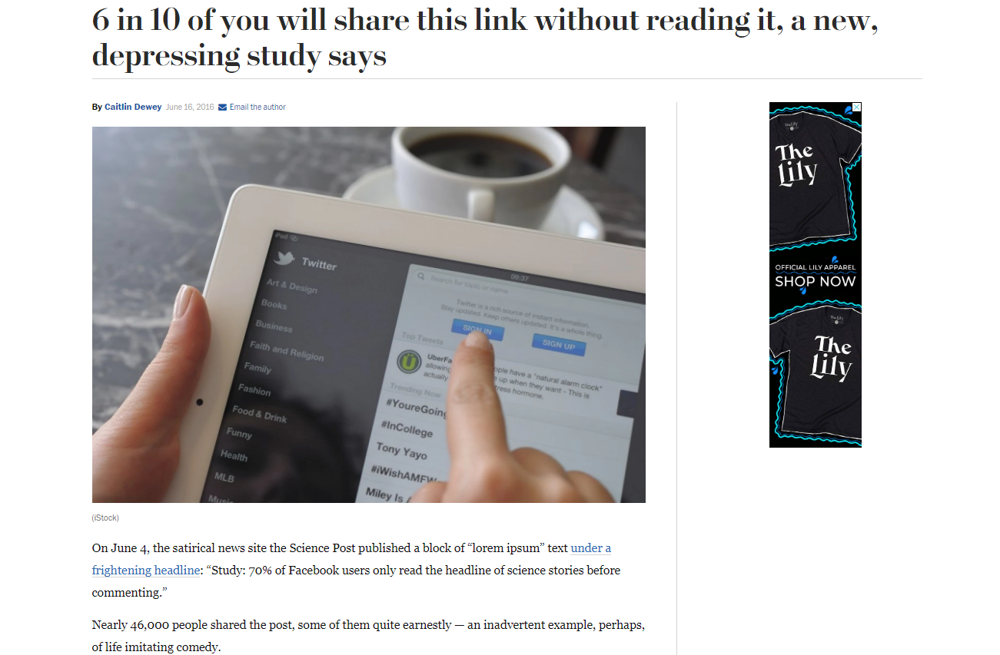 6 in 10 of you will share this link without reading it, a new,
depressing study says
By Caitlin Dewey June 16, 2016 Email the author
iPad
Twitter
Art & Design
Books
Business
Faith and Religion
Family
Fashion
Food & Drink
Funny
Health
MLB
Music
09:37
Search for topic or name
Twitter is a rich source of instant information.
Stay updated. Keep others updated. It's a whole thing.
SIGN IN
SIGN UP
Top Tweets
UberFa
allowing ople have a "natural alarm clock"
actually up when they want - This is
tress hormone.
Trending Now
#YoureGoing
#InCollege
Tony Yayo
#iWishAMFW
Miley Is
(iStock)
On June 4, the satirical news site the Science Post published a block of “lorem ipsum” text under a
frightening headline: “Study: 70% of Facebook users only read the headline of science stories before
commenting.”
Nearly 46,000 people shared the post, some of them quite earnestly — an inadvertent example, perhaps,
of life imitating comedy.
The Lily
The
Lily
OFFICIAL LILY APPAREL
SHOP NOW
The Lily
The
Lily